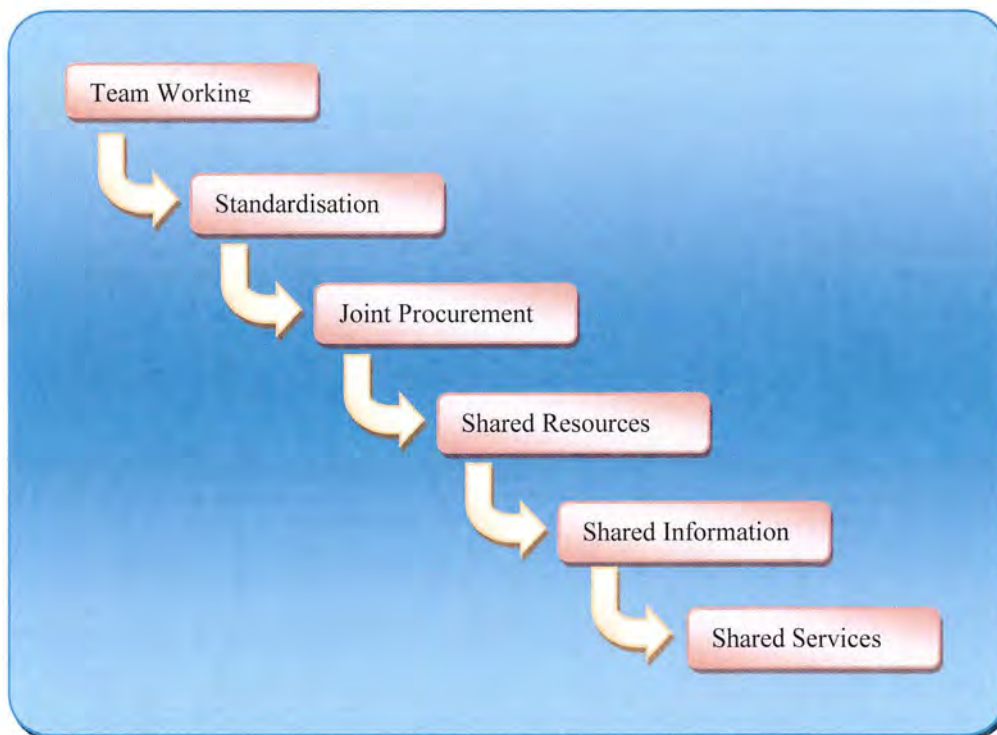 Team Working
Standardisation
Joint Procurement
Shared Resources
Shared Information
Shared Services